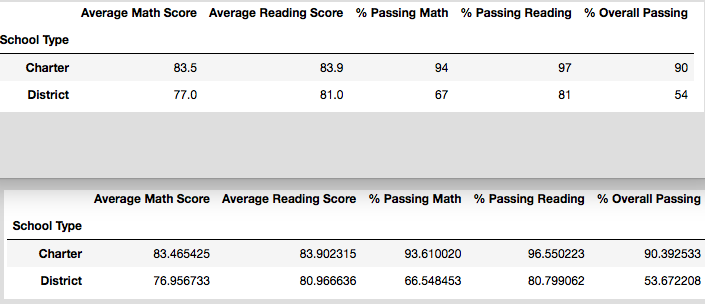 Average Math Score Average Reading Score % Passing Math % Passing Reading % Overall Passing
School Type
Charter 83.5 83.9 94 97 90
District 77.0 81.0 67 81 54
Average Math Score Average Reading Score % Passing Math % Passing Reading % Overall Passing
School Type
Charter 83.465425 83.902315 93.610020 96.550223 90.392533
District 76.956733 80.966636 66.548453 80.799062 53.672208